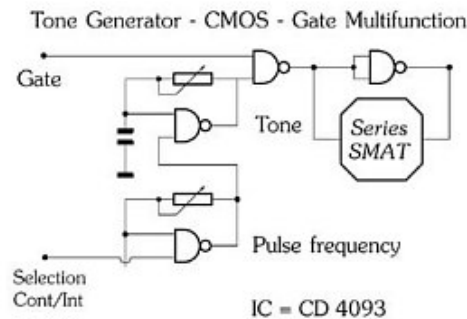 Tone Generator - CMOS - Gate Multifunction
Gate
Tone
Series
SMAT
Pulse frequency
Selection
Cont/Int
IC = CD 4093